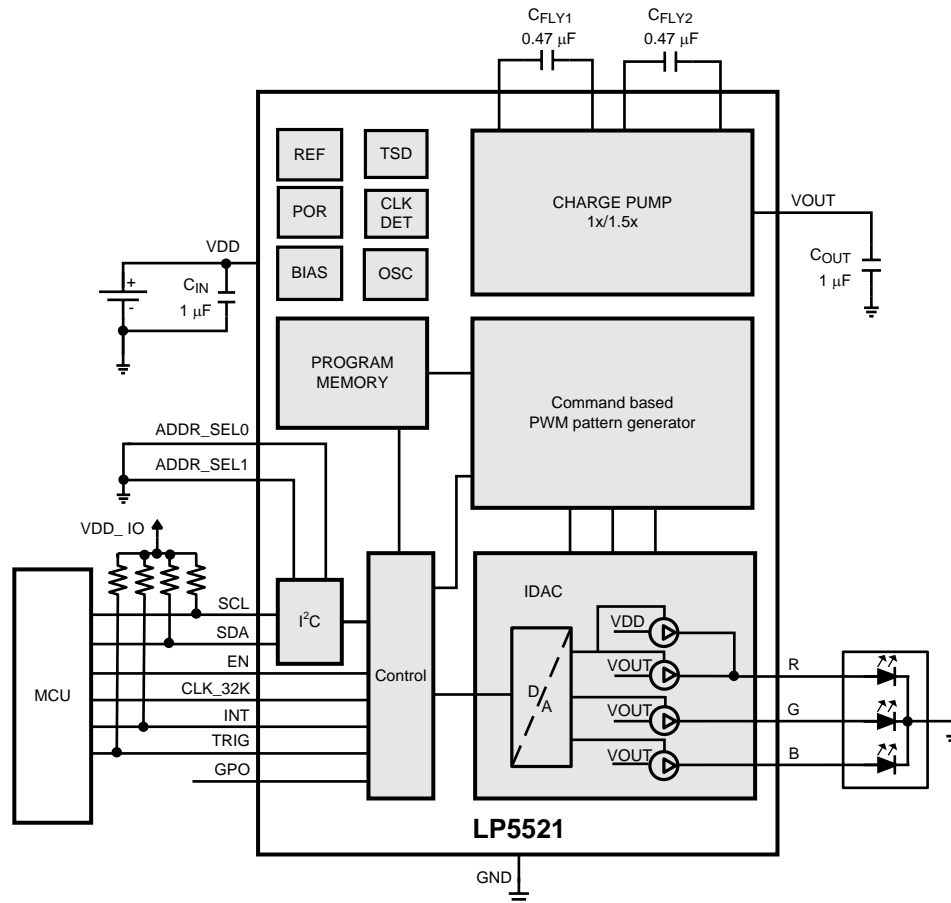 CFLY1
0.47 μF
CFLY2
0.47 μF
REF
TSD
POR
CLK
DET
BIAS
OSC
CHARGE PUMP
1x/1.5x
VOUT
COUT
1 μF
VDD
+
-
CIN
1 μF
PROGRAM
MEMORY
Command based
PWM pattern generator
ADDR_SEL0
ADDR_SEL1
VDD_ IO
MCU
SCL
SDA
EN
CLK_32K
INT
TRIG
GPO
I²C
Control
IDAC
D
A
VDD
VOUT
VOUT
VOUT
R
G
B
LP5521
GND